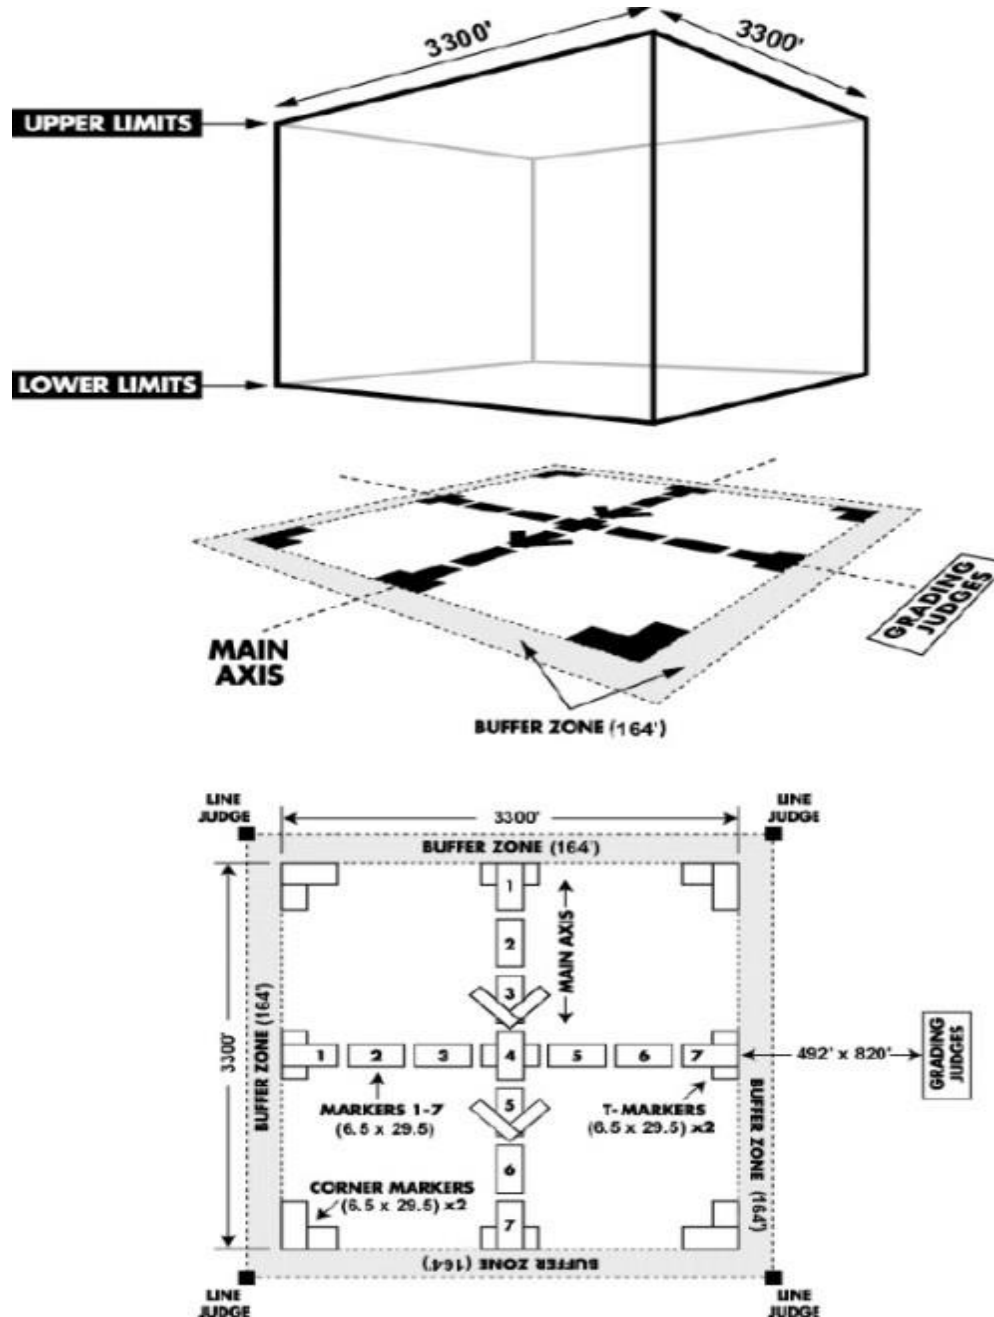 3300'
3300'
UPPER LIMITS
LOWER LIMITS
GRADING
JUDGES
MAIN
AXIS
BUFFER ZONE (164')
LINE
JUDGE
LINE
JUDGE
3300'
BUFFER ZONE (164')
1
2
3
MAIN AXIS
3300'
BUFFER ZONE (164')
1 2 3 4 5 6 7
492' x 820'
GRADING
JUDGES
MARKERS 1-7
(6.5 x 29.5)
5
T-MARKERS
(6.5 x 29.5) x2
BUFFER ZONE (164')
6
CORNER MARKERS
(6.5 x 29.5) x2
7
BUFFER ZONE (164')
LINE
JUDGE
LINE
JUDGE